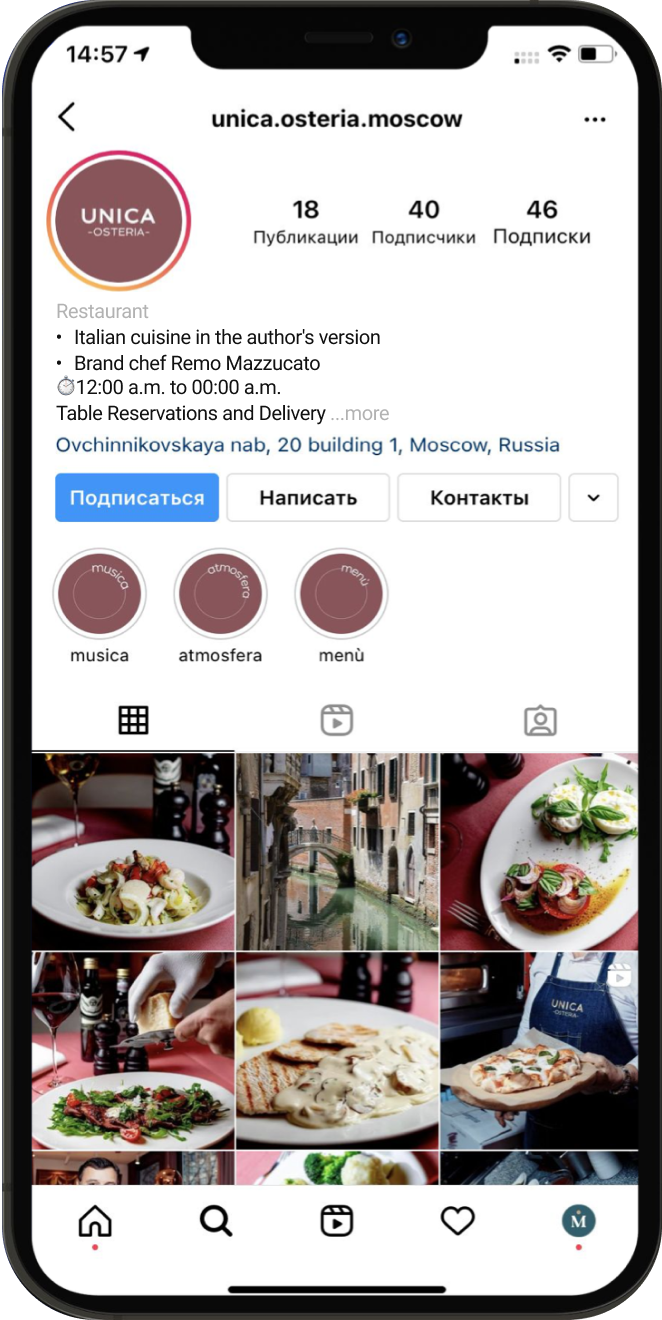 14:57
unica.osteria.moscow
UNICA
-OSTERIA-
18
Публикации
40
Подписчики
46
Подписки
Restaurant
• Italian cuisine in the author's version
• Brand chef Remo Mazzucato
⏱12:00 a.m. to 00:00 a.m.
Table Reservations and Delivery ...more
Ovchinnikovskaya nab, 20 building 1, Moscow, Russia
Подписаться
Написать
Контакты
musica
atmosfera
menù
musica
atmosfera
menù
UNICA
-OSTERIA-
M